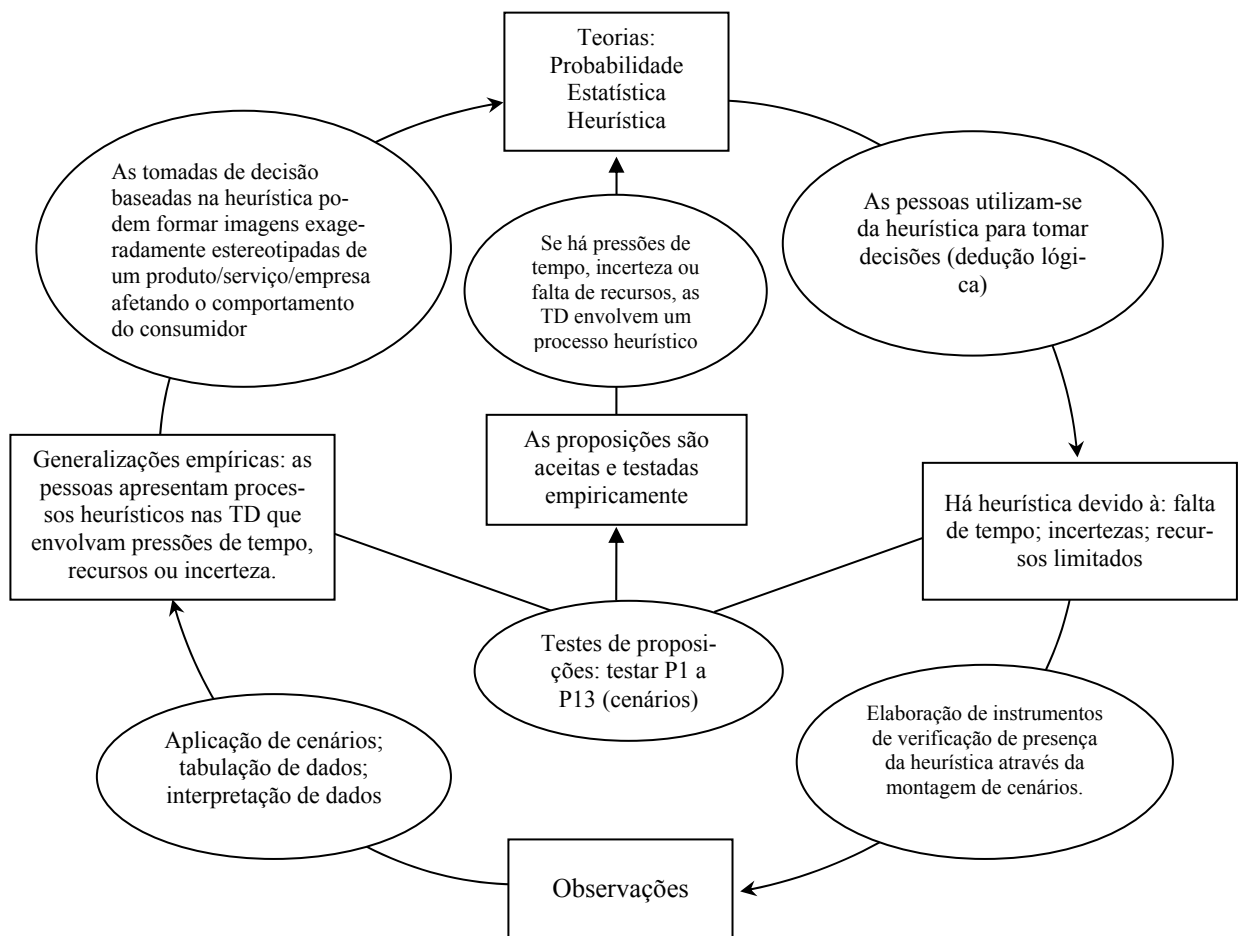 Teorias:
Probabilidade
Estatística
Heurística
As tomadas de decisão
baseadas na heurística po-
dem formar imagens exage-
radamente estereotipadas de
um produto/serviço/empresa
afetando o comportamento
do consumidor
Se há pressões de
tempo, incerteza ou
falta de recursos, as
TD envolvem um
processo heurístico
As pessoas utilizam-se
da heurística para tomar
decisões (dedução lógi-
ca)
Generalizações empíricas: as
pessoas apresentam proces-
sos heurísticos nas TD que
envolvam pressões de tempo,
recursos ou incerteza.
As proposições são
aceitas e testadas
empiricamente
Há heurística devido à: falta
de tempo; incertezas; recur-
sos limitados
Testes de proposi-
ções: testar P1 a
P13 (cenários)
Aplicação de cenários;
tabulação de dados;
interpretação de dados
Elaboração de instrumentos
de verificação de presença
da heurística através da
montagem de cenários.
Observações